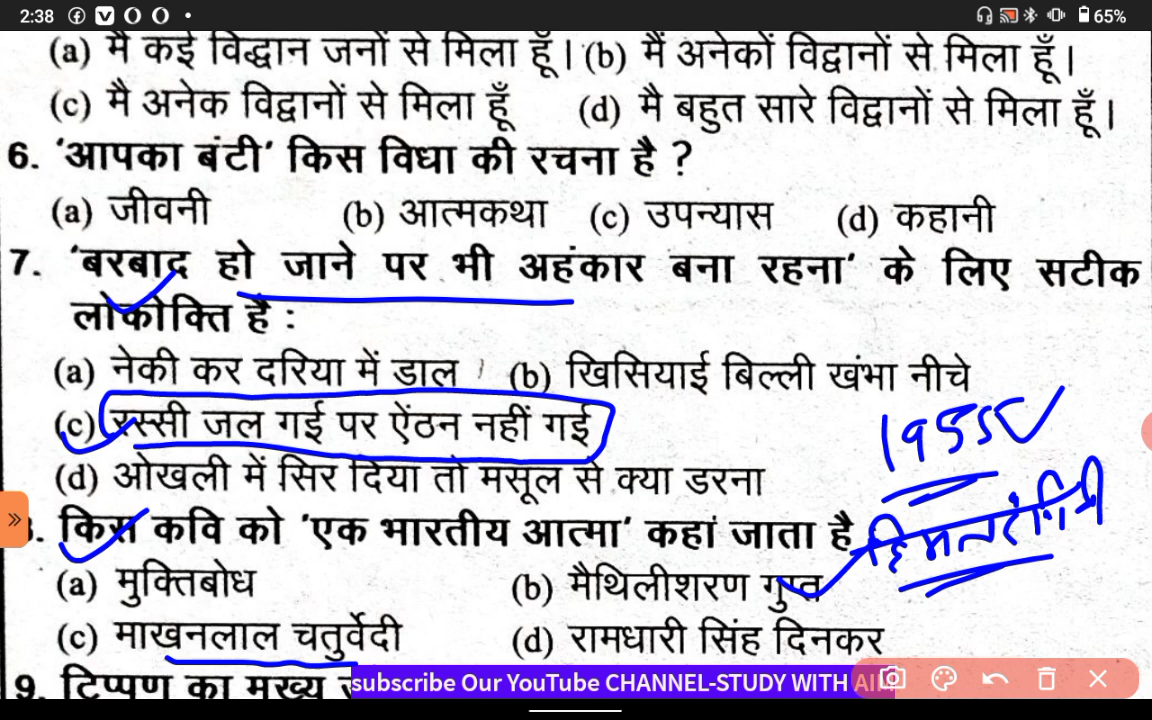 2:38
65%
(a) मै कई विद्धान जनों से मिला हूँ। (b) मैं अनेकों विद्वानों से मिला हूँ।
(c) मै अनेक विद्वानों से मिला हूँ (d) मै बहुत सारे विद्वानों से मिला हूँ।
6. 'आपका बंटी' किस विधा की रचना है ?
(a) जीवनी (b) आत्मकथा (c) उपन्यास (d) कहानी
7. 'बरबाद हो जाने पर भी अहंकार बना रहना' के लिए सटीक
लोकोक्ति है :
(a) नेकी कर दरिया में डाल (b) खिसियाई बिल्ली खंभा नीचे
(c) रस्सी जल गई पर ऐंठन नहीं गई
1955
(d) ओखली में सिर दिया तो मसूल से क्या डरना
किस कवि को 'एक भारतीय आत्मा' कहां जाता है
(a) मुक्तिबोध (b) मैथिलीशरण गुप्त
(c) माखनलाल चतुर्वेदी (d) रामधारी सिंह दिनकर
9. टिप्पण का मुख्य
subscribe Our YouTube CHANNEL-STUDY WITH